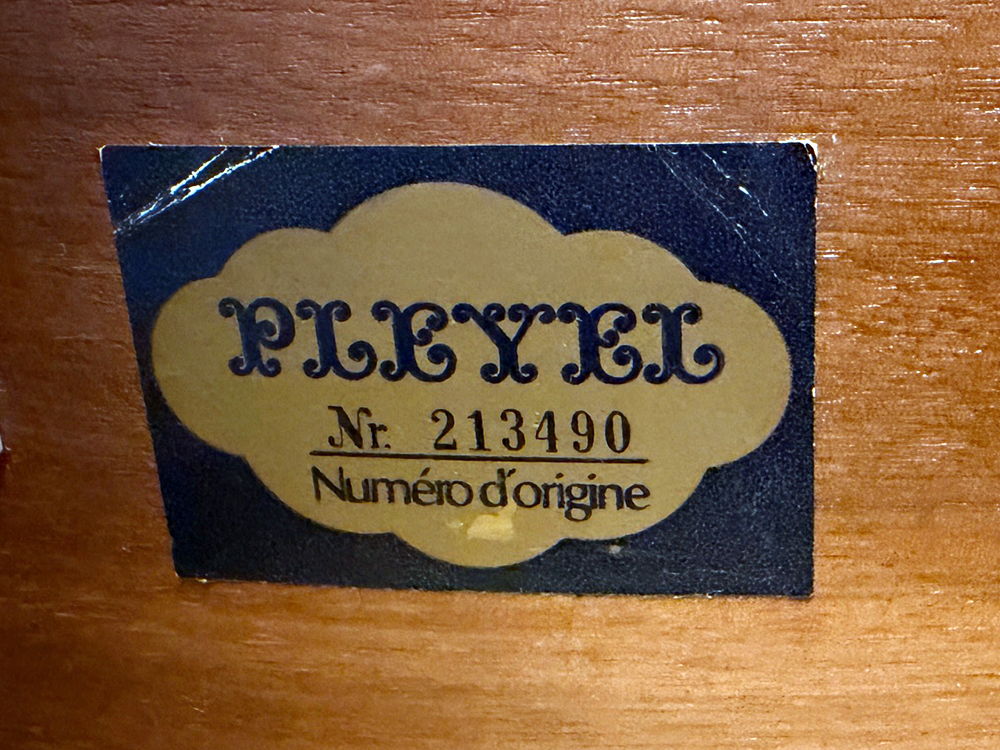 PLEYEL
Nr. 213490
Numéro d'origine